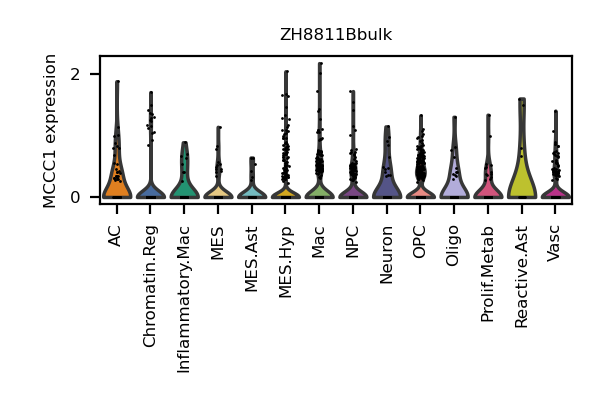 ZH8811Bbulk
MCCC1 expression
2
0
AC
Chromatin.Reg
Inflammatory.Mac
MES
MES.Ast
MES.Hyp
Mac
NPC
Neuron
OPC
Oligo
Prolif.Metab
Reactive.Ast
Vasc